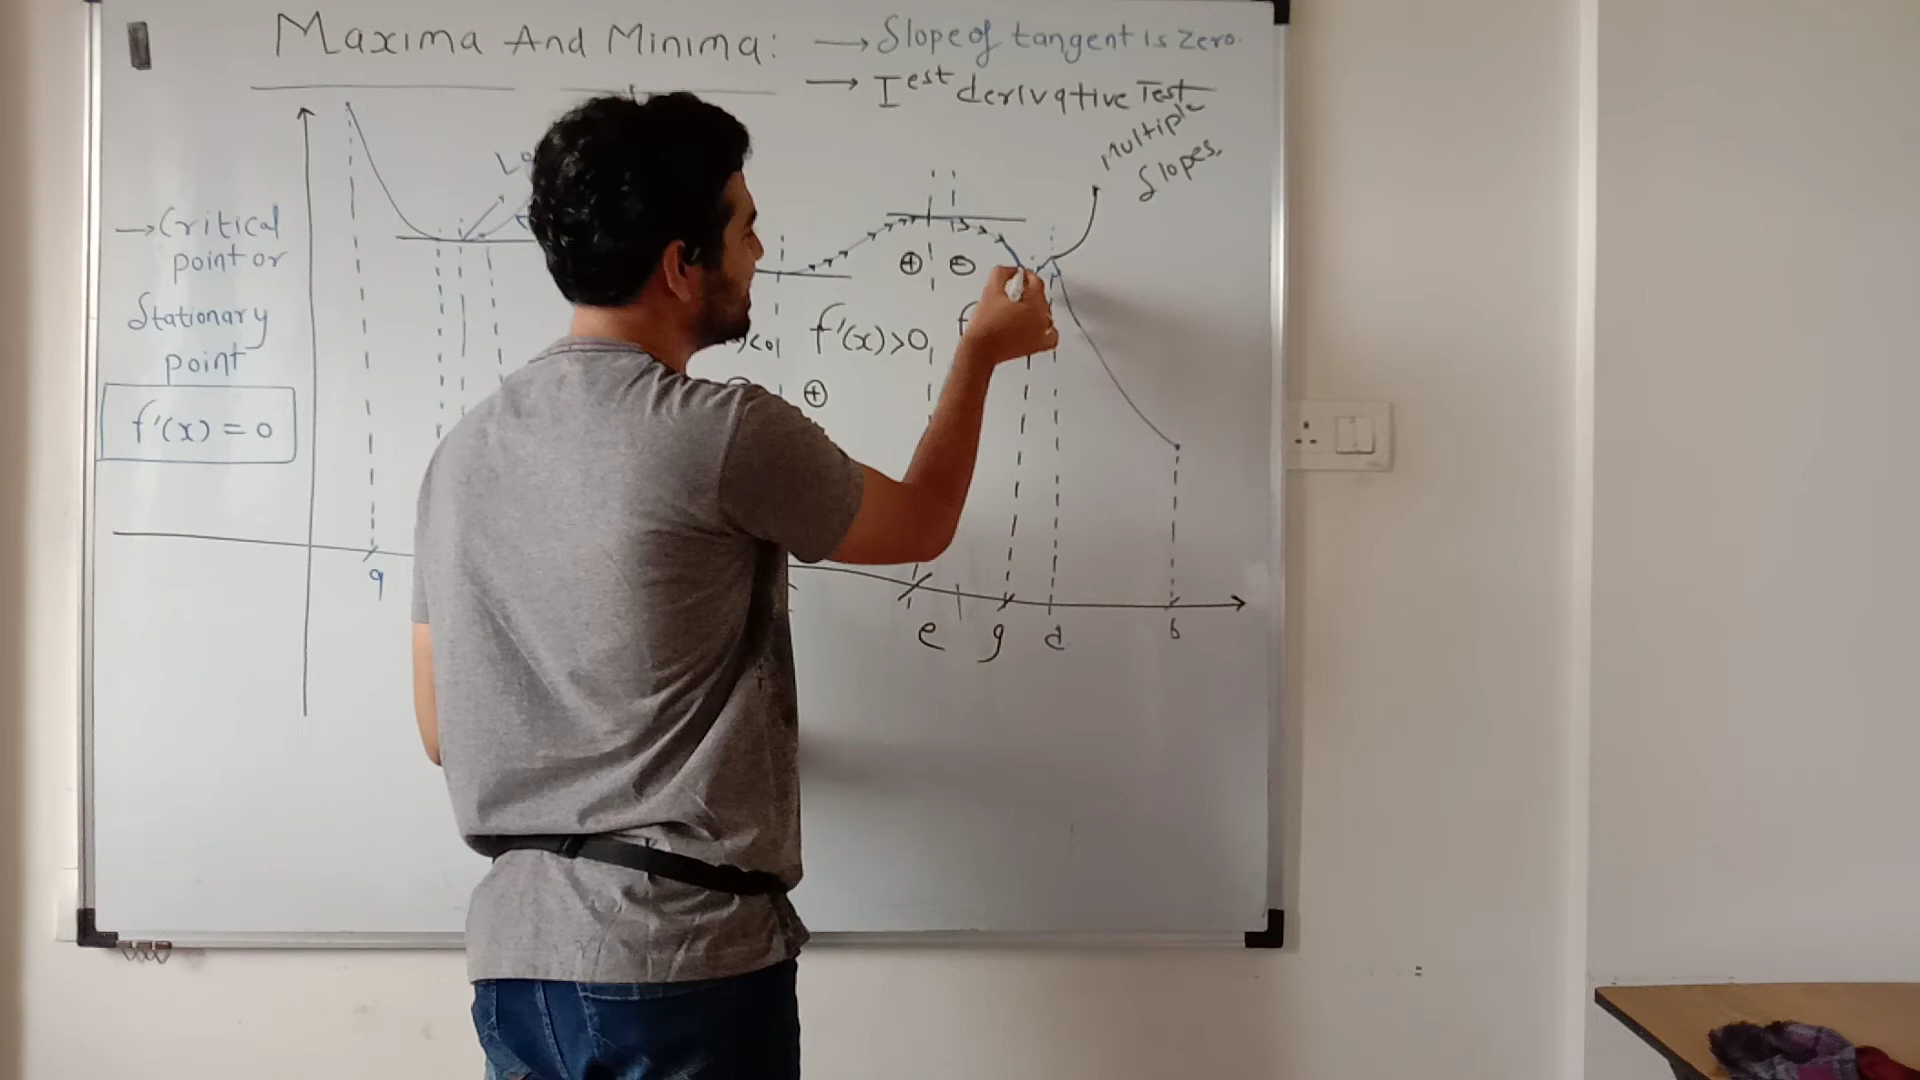 Maxima And Minima:
→ Slope of tangent is zero.
→ Iest derivative Test
Multiple
Slopes.
→ Critical
point or
Stationary
point
f'(x) = 0
f'(x)>0
⊕ ⊖
⊕
a
e g d b